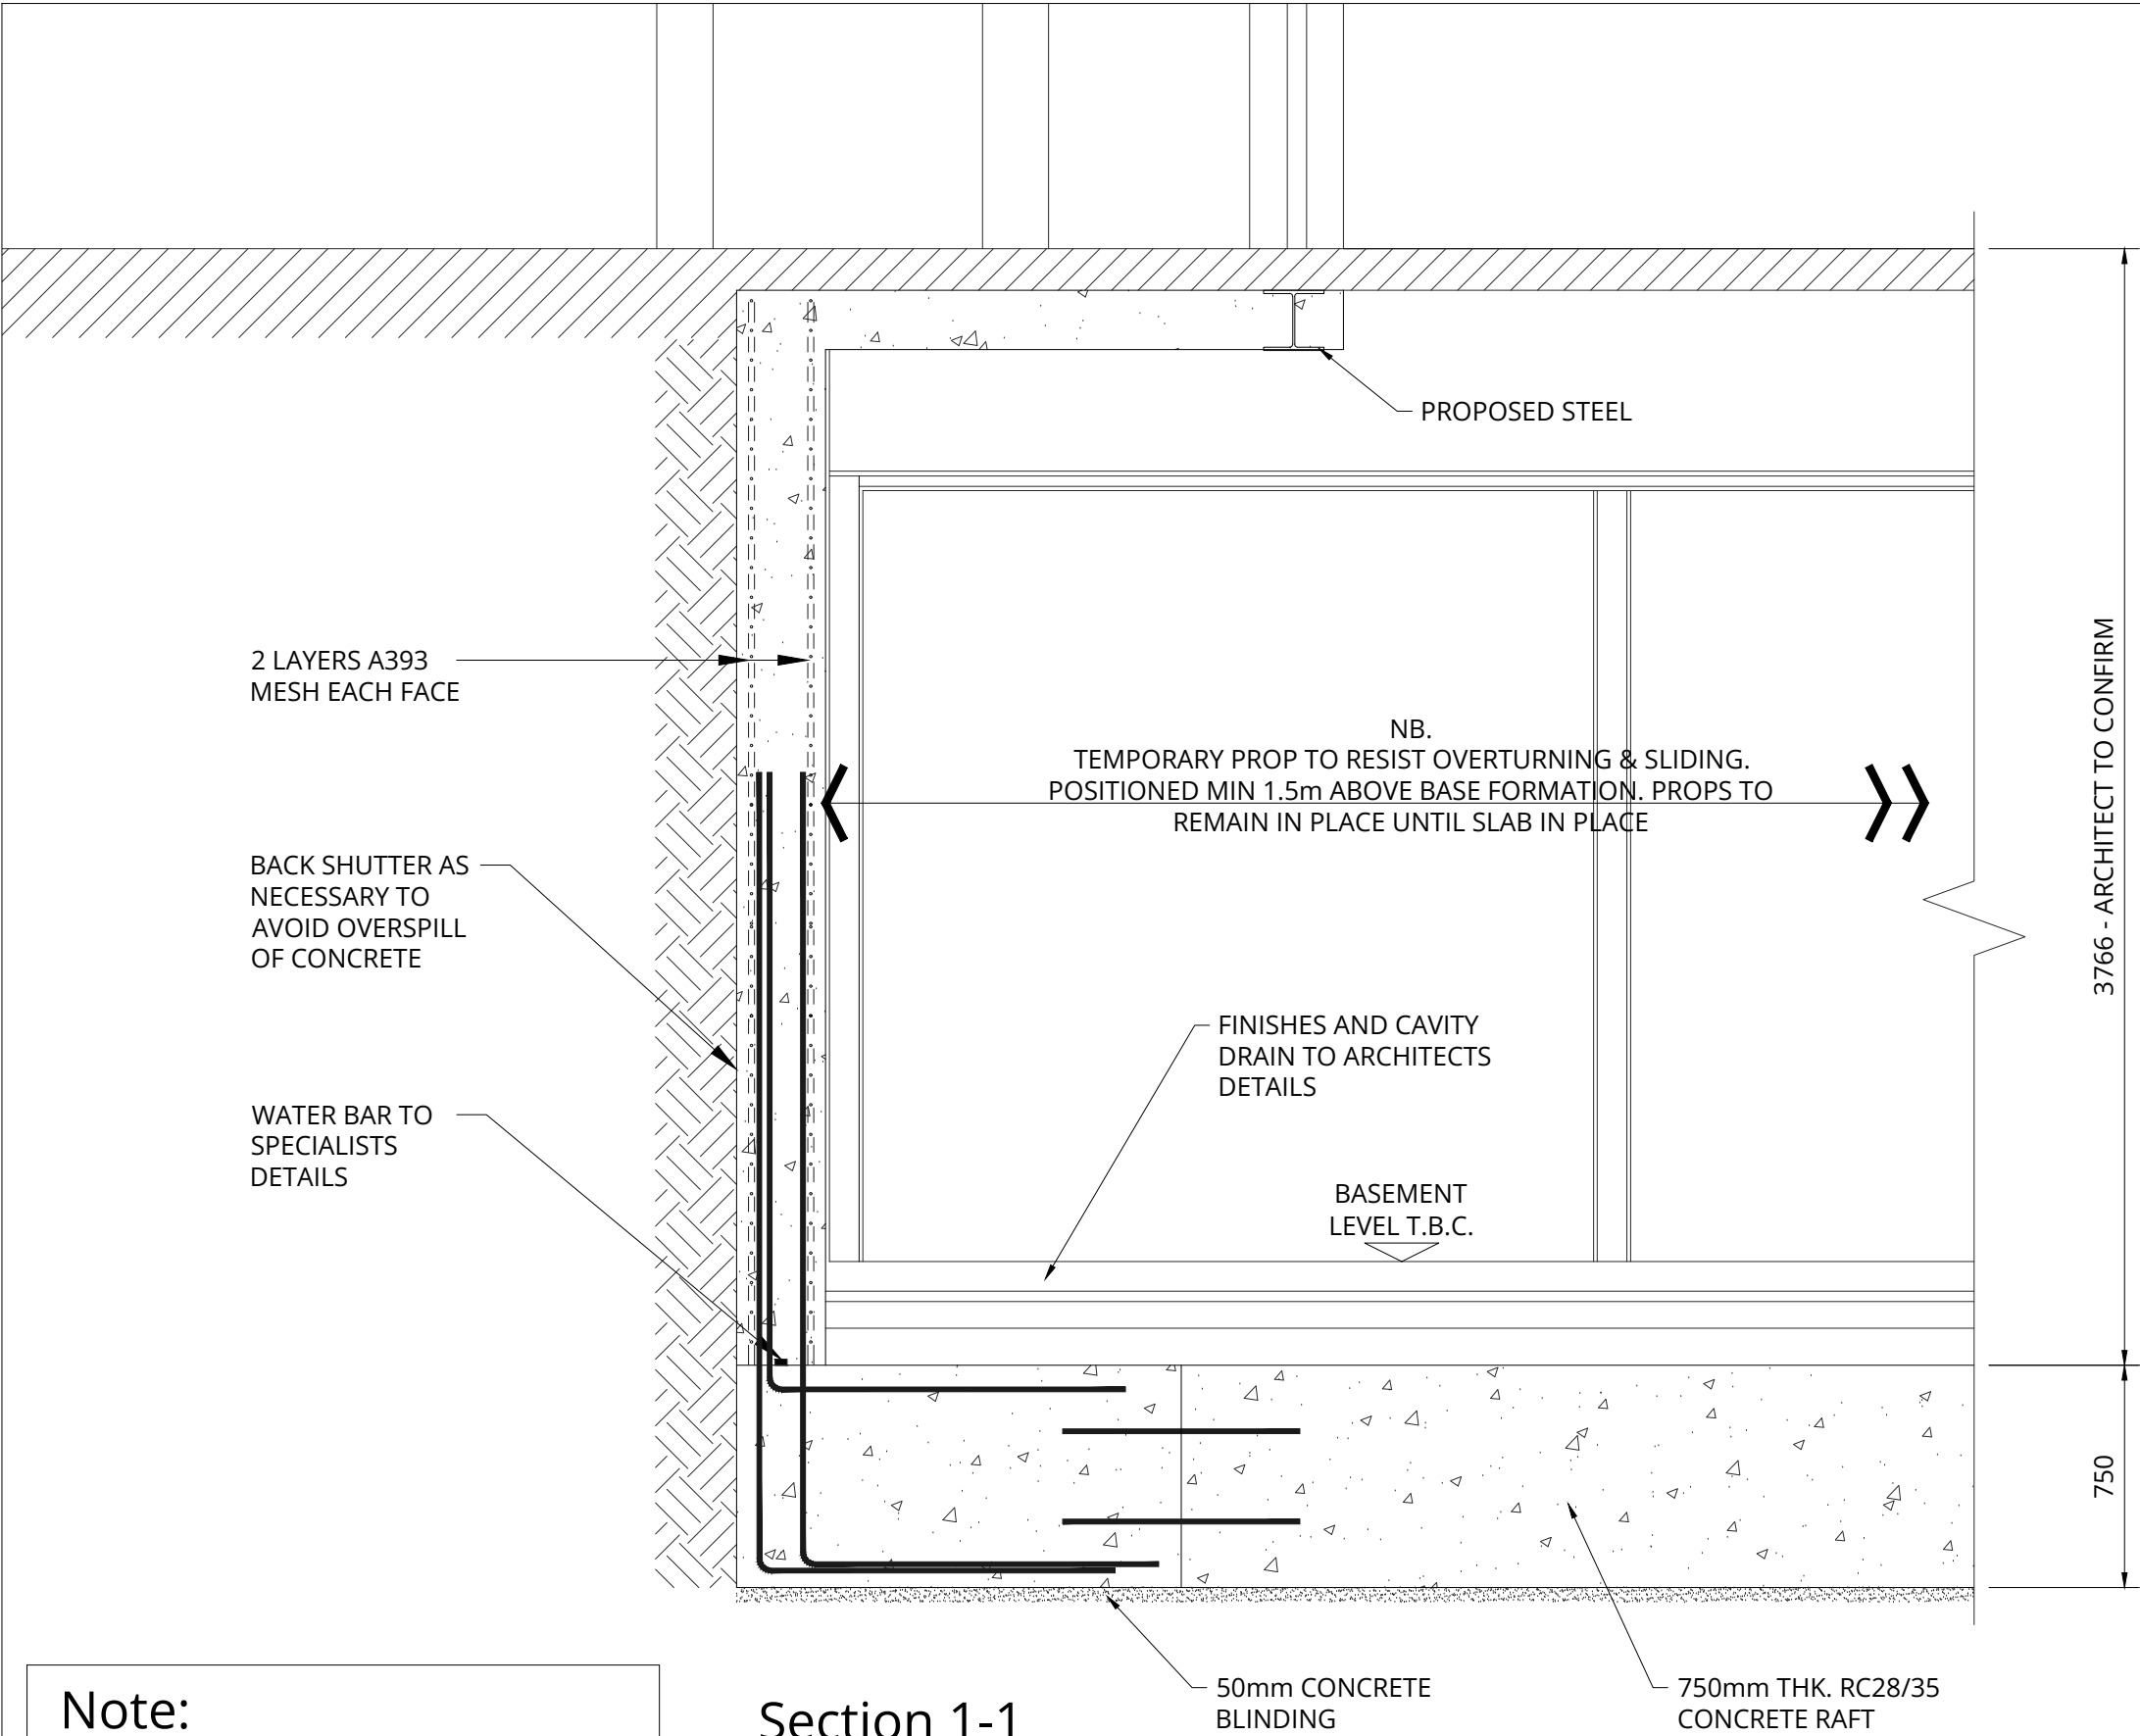 PROPOSED STEEL
2 LAYERS A393
MESH EACH FACE
NB.
TEMPORARY PROP TO RESIST OVERTURNING & SLIDING.
POSITIONED MIN 1.5m ABOVE BASE FORMATION. PROPS TO
REMAIN IN PLACE UNTIL SLAB IN PLACE
3766 - ARCHITECT TO CONFIRM
BACK SHUTTER AS
NECESSARY TO
AVOID OVERSPILL
OF CONCRETE
FINISHES AND CAVITY
DRAIN TO ARCHITECTS
DETAILS
WATER BAR TO
SPECIALISTS
DETAILS
BASEMENT
LEVEL T.B.C.
750
Note:
Section 1-1
50mm CONCRETE
BLINDING
750mm THK. RC28/35
CONCRETE RAFT